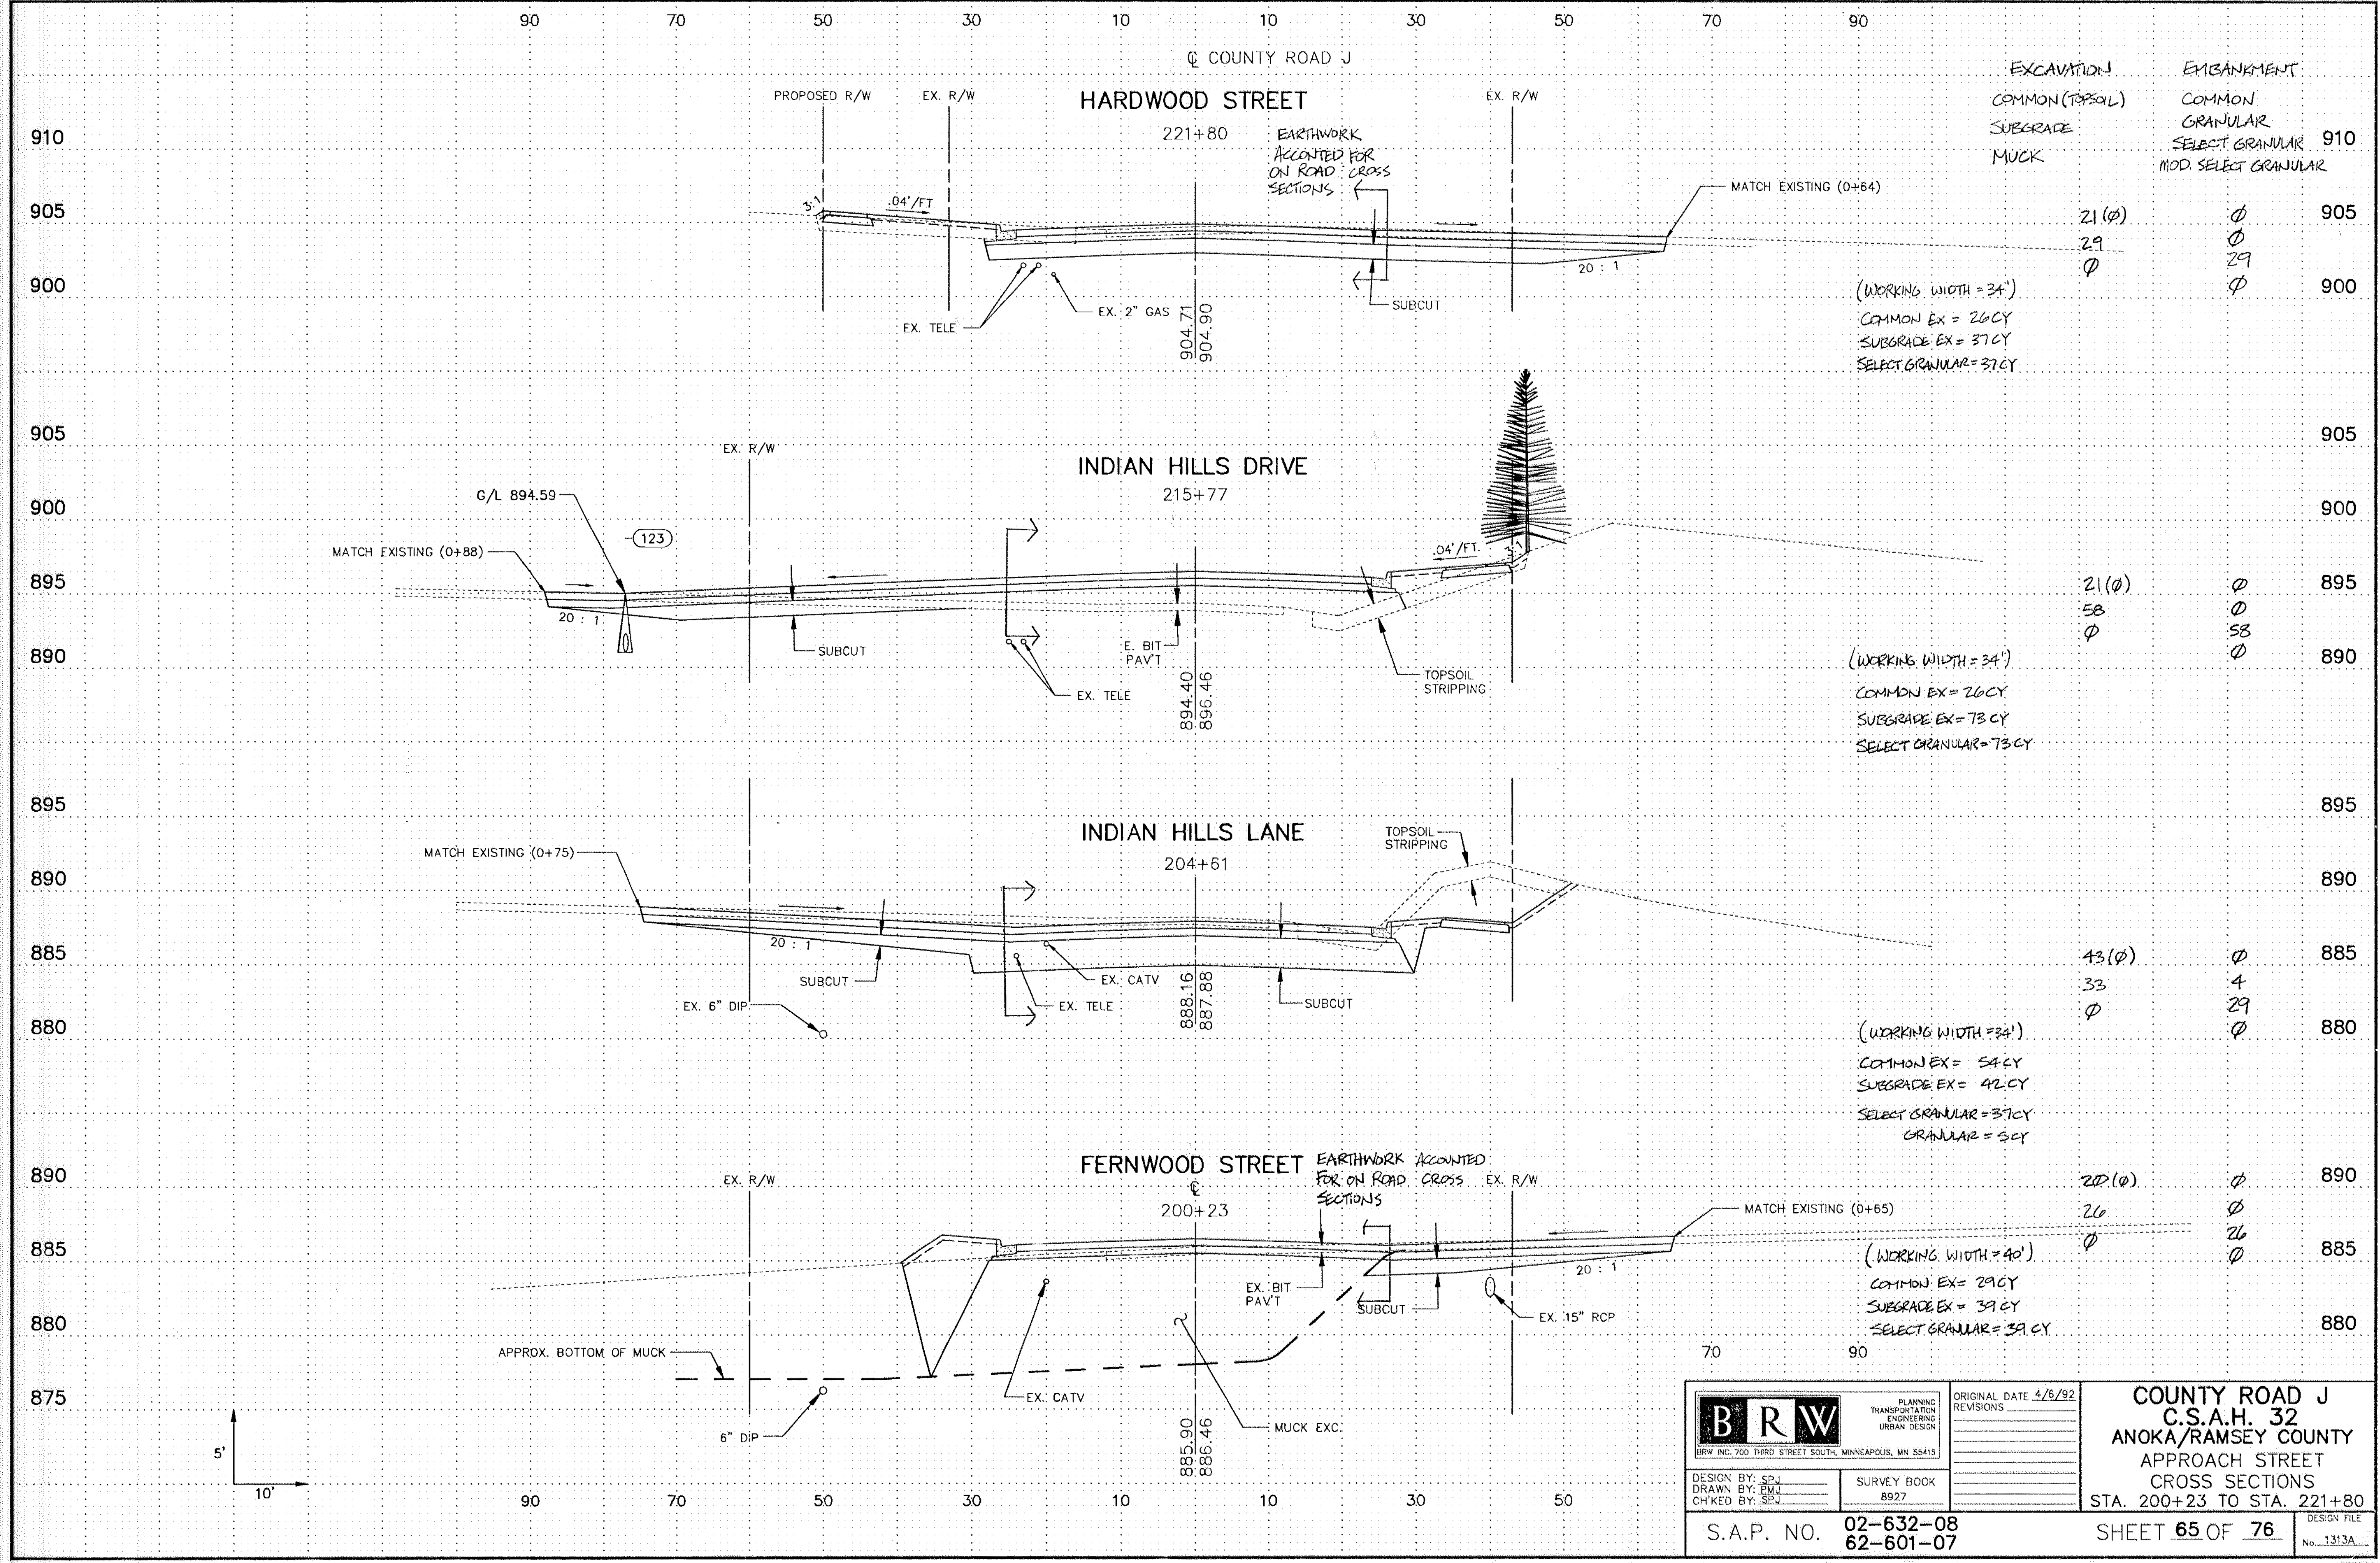 90 70 50 30 10 10 30 50 70 90
℄ COUNTY ROAD J
EXCAVATION EMBANKMENT
COMMON (TOPSOIL) COMMON
SUBGRADE GRANULAR
MUCK SELECT GRANULAR
MOD. SELECT GRANULAR
PROPOSED R/W EX. R/W HARDWOOD STREET EX. R/W
221+80
EARTHWORK
ACCONTED FOR
ON ROAD CROSS
SECTIONS
910 910
905 905
900 900
3:1 .04'/FT
MATCH EXISTING (0+64)
20 : 1
EX. TELE
EX. 2" GAS
SUBCUT
904.71
904.90
21(Ø) Ø
29 Ø
Ø 29
Ø
(WORKING WIDTH = 34')
COMMON EX = 26CY
SUBGRADE EX = 37CY
SELECT GRANULAR = 37CY
905 905
EX. R/W
INDIAN HILLS DRIVE
215+77
G/L 894.59
900 900
123
MATCH EXISTING (0+88)
.04'/FT. 3:1
895 895
20 : 1
SUBCUT
E. BIT
PAV'T
890 890
EX. TELE
TOPSOIL
STRIPPING
894.40
896.46
21(Ø) Ø
58 Ø
Ø 58
Ø
(WORKING WIDTH = 34')
COMMON EX = 26CY
SUBGRADE EX = 73 CY
SELECT GRANULAR = 73CY
895 895
INDIAN HILLS LANE
204+61
TOPSOIL
STRIPPING
MATCH EXISTING (0+75)
890 890
20 : 1
885 885
SUBCUT
EX. CATV
EX. 6" DIP
EX. TELE
SUBCUT
880 880
888.16
887.88
43(Ø) Ø
33 4
Ø 29
Ø
(WORKING WIDTH = 34')
COMMON EX = 54CY
SUBGRADE EX = 42CY
SELECT GRANULAR = 37CY
GRANULAR = 5CY
890 890
EX. R/W
FERNWOOD STREET
℄
200+23
EARTHWORK ACCOUNTED
FOR ON ROAD CROSS
SECTIONS
EX. R/W
MATCH EXISTING (0+65)
885 885
20 : 1
EX. BIT
PAV'T
SUBCUT
EX. 15" RCP
880 880
APPROX. BOTTOM OF MUCK
875
EX. CATV
6" DIP
MUCK EXC.
885.90
886.46
20(Ø) Ø
26 Ø
Ø 26
Ø
(WORKING WIDTH = 40')
COMMON EX = 29CY
SUBGRADE EX = 39 CY
SELECT GRANULAR = 39 CY
70 90
5'
10'
90 70 50 30 10 10 30 50
BRW
PLANNING
TRANSPORTATION
ENGINEERING
URBAN DESIGN
BRW INC. 700 THIRD STREET SOUTH, MINNEAPOLIS, MN 55415
ORIGINAL DATE 4/6/92
REVISIONS
DESIGN BY: SPJ
DRAWN BY: PMJ
CH'KED BY: SPJ
SURVEY BOOK
8927
COUNTY ROAD J
C.S.A.H. 32
ANOKA/RAMSEY COUNTY
APPROACH STREET
CROSS SECTIONS
STA. 200+23 TO STA. 221+80
S.A.P. NO. 02-632-08
62-601-07
SHEET 65 OF 76
DESIGN FILE
No. 1313A